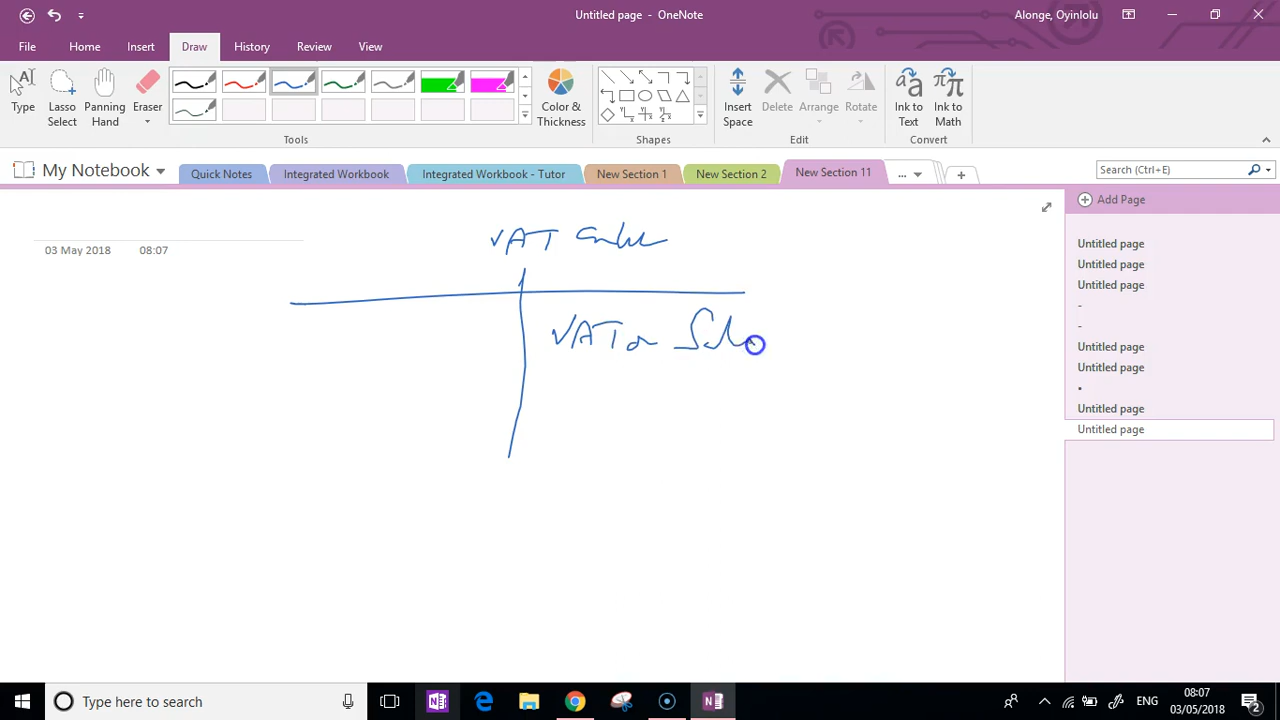 Untitled page - OneNote
Alonge, Oyinlolu
File Home Insert Draw History Review View
Type
Lasso Select
Panning Hand
Eraser
Color & Thickness
Insert Space
Delete
Arrange
Rotate
Ink to Text
Ink to Math
Tools
Shapes
Edit
Convert
My Notebook
Quick Notes
Integrated Workbook
Integrated Workbook - Tutor
New Section 1
New Section 2
New Section 11
...
Search (Ctrl+E)
Add Page
03 May 2018 08:07
VAT
VAT on
Untitled page
Untitled page
Untitled page
-
-
Untitled page
Untitled page
Untitled page
Untitled page
Type here to search
ENG
08:07
03/05/2018
2